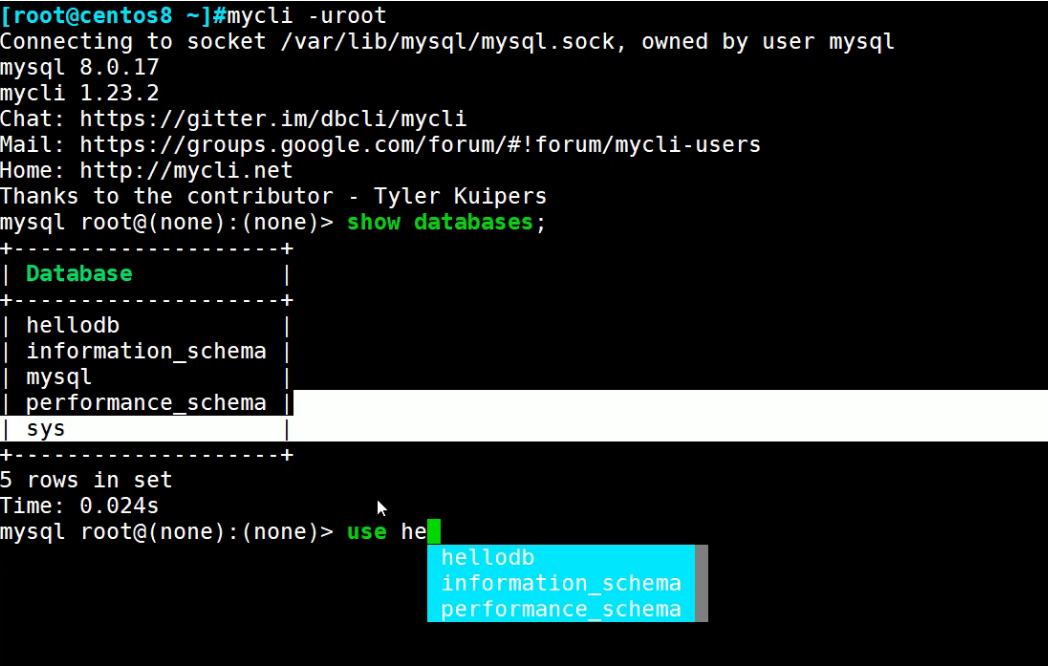 [root@centos8 ~]#mycli -uroot
Connecting to socket /var/lib/mysql/mysql.sock, owned by user mysql
mysql 8.0.17
mycli 1.23.2
Chat: https://gitter.im/dbcli/mycli
Mail: https://groups.google.com/forum/#!forum/mycli-users
Home: http://mycli.net
Thanks to the contributor - Tyler Kuipers
mysql root@(none):(none)> show databases;
+--------------------+
| Database           |
+--------------------+
| hellodb            |
| information_schema |
| mysql              |
| performance_schema |
| sys                |
+--------------------+
5 rows in set
Time: 0.024s
mysql root@(none):(none)> use he
hellodb
information_schema
performance_schema